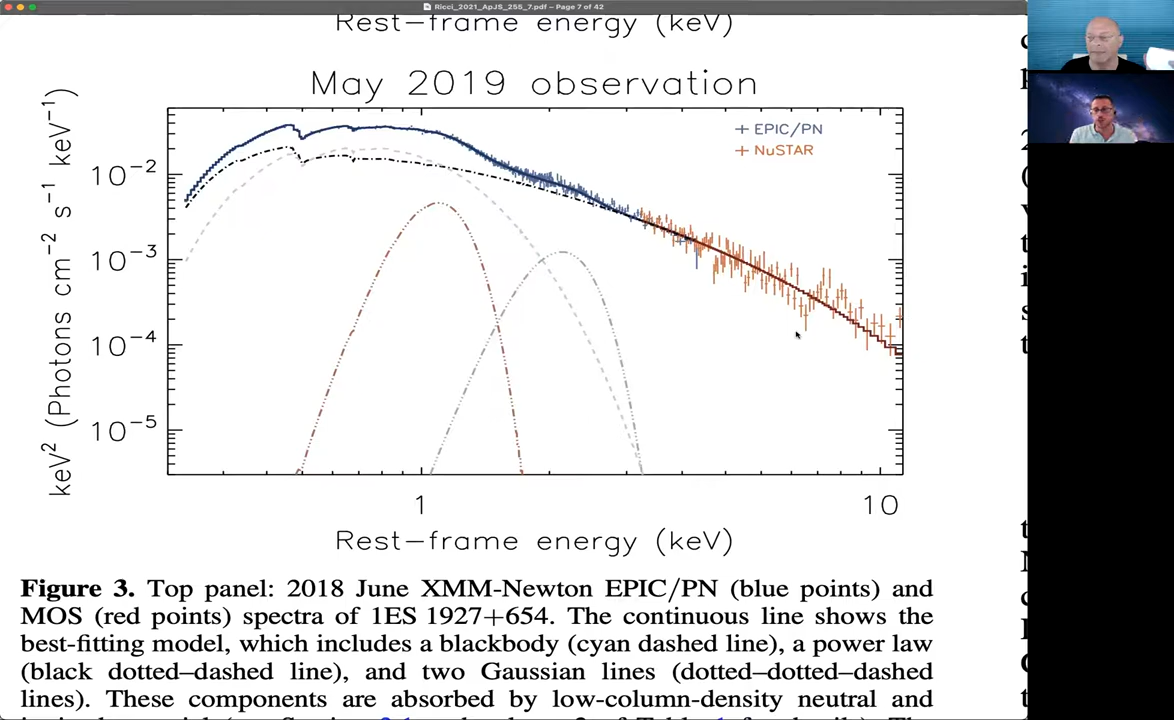 Ricci_2021_ApJS_255_7.pdf – Page 7 of 42
Rest-frame energy (keV)
May 2019 observation
EPIC/PN
NuSTAR
keV² (Photons cm⁻² s⁻¹ keV⁻¹)
10⁻²
10⁻³
10⁻⁴
10⁻⁵
1 10
Rest-frame energy (keV)
Figure 3. Top panel: 2018 June XMM-Newton EPIC/PN (blue points) and
MOS (red points) spectra of 1ES 1927+654. The continuous line shows the
best-fitting model, which includes a blackbody (cyan dashed line), a power law
(black dotted–dashed line), and two Gaussian lines (dotted–dotted–dashed
lines). These components are absorbed by low-column-density neutral and